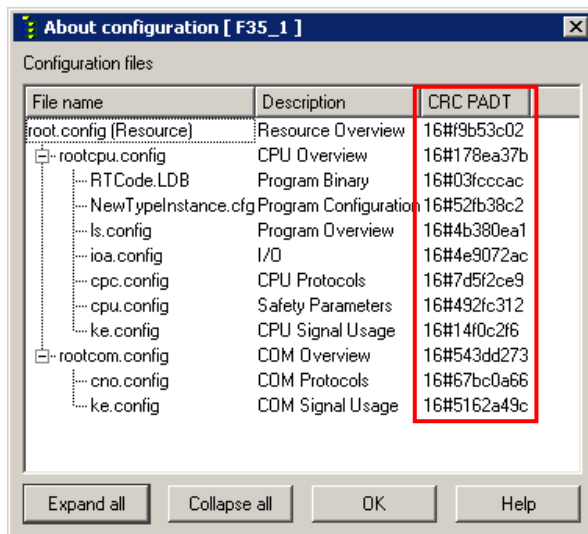 About configuration [ F35_1 ]
Configuration files
File name Description CRC PADT
root.config (Resource) Resource Overview 16#f9b53c02
rootcpu.config CPU Overview 16#178ea37b
RTCode.LDB Program Binary 16#03fcccac
NewTypeInstance.cfg Program Configuration 16#52fb38c2
ls.config Program Overview 16#4b380ea1
ioa.config I/O 16#4e9072ac
cpc.config CPU Protocols 16#7d5f2ce9
cpu.config Safety Parameters 16#492fc312
ke.config CPU Signal Usage 16#14f0c2f6
rootcom.config COM Overview 16#543dd273
cno.config COM Protocols 16#67bc0a66
ke.config COM Signal Usage 16#5162a49c
Expand all Collapse all OK Help